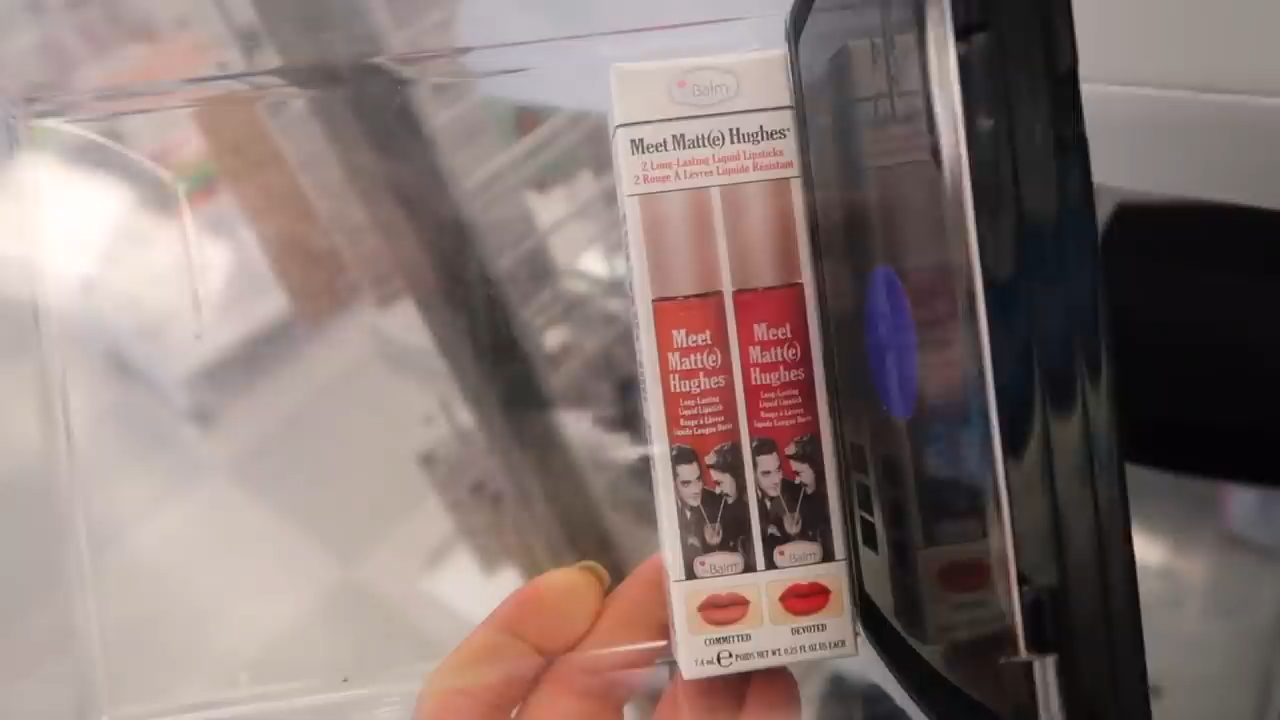 theBalm
Meet Matt(e) Hughes®
2 Long-Lasting Liquid Lipsticks
2 Rouge À Lèvres Liquide Résistant
Meet
Matt(e)
Hughes
Long-Lasting
Liquid Lipstick
Rouge à Lèvres
liquide Longue Durée
theBalm
Meet
Matt(e)
Hughes
Long-Lasting
Liquid Lipstick
Rouge à Lèvres
liquide Longue Durée
theBalm
COMMITTED
DEVOTED
7.4 mL ℮ POIDS NET WT. 0.25 FL OZ US EACH